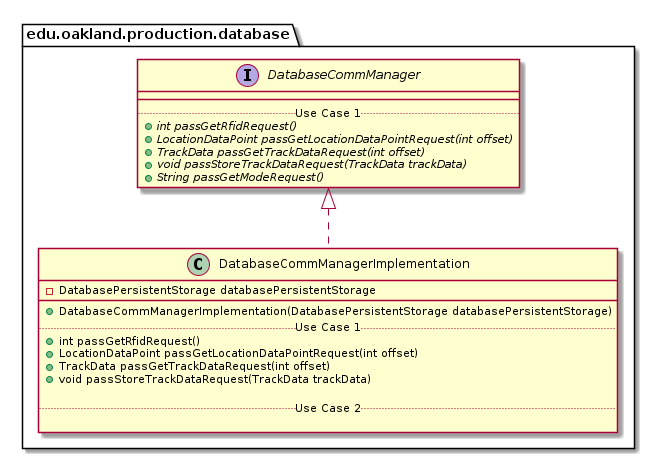 edu.oakland.production.database
I DatabaseCommManager
Use Case 1
int passGetRfidRequest()
LocationDataPoint passGetLocationDataPointRequest(int offset)
TrackData passGetTrackDataRequest(int offset)
void passStoreTrackDataRequest(TrackData trackData)
String passGetModeRequest()
C DatabaseCommManagerImplementation
DatabasePersistentStorage databasePersistentStorage
DatabaseCommManagerImplementation(DatabasePersistentStorage databasePersistentStorage)
Use Case 1
int passGetRfidRequest()
LocationDataPoint passGetLocationDataPointRequest(int offset)
TrackData passGetTrackDataRequest(int offset)
void passStoreTrackDataRequest(TrackData trackData)
Use Case 2